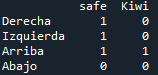 safe Kiwi
Derecha 1 0
Izquierda 1 0
Arriba 1 1
Abajo 0 0